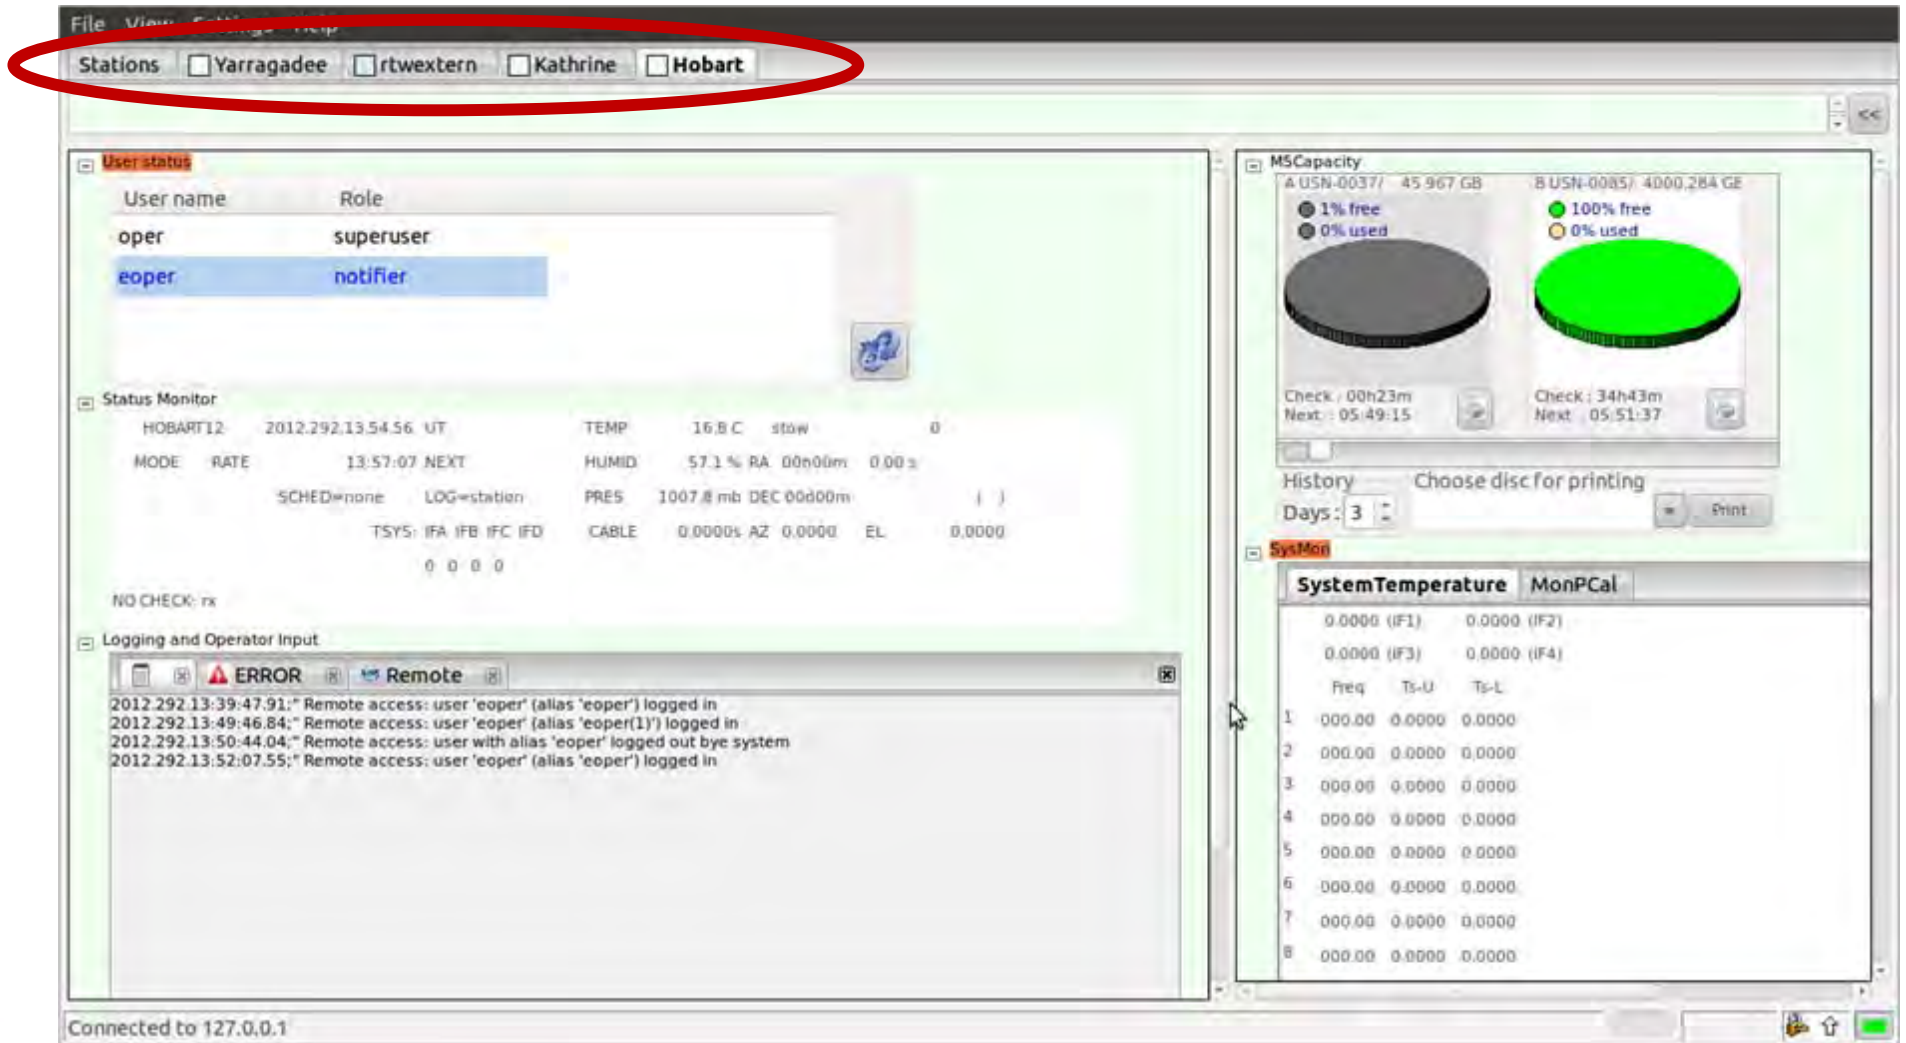 File View Settings Help
Stations Yarragadee rtwextern Kathrine Hobart
<<
User status
User name Role
oper superuser
eoper notifier
Status Monitor
HOBART12 2012.292.13.54.56 UT TEMP 16.8 C stow 0
MODE RATE 13:57:07 NEXT HUMID 57.1 % RA 00h00m 0.00 s
SCHED=none LOG=station PRES 1007.8 mb DEC 00d00m ( )
TSYS: IFA IFB IFC IFD CABLE 0.0000s AZ 0.0000 EL 0.0000
0 0 0 0
NO CHECK: rx
Logging and Operator Input
ERROR Remote
2012.292.13:39:47.91;" Remote access: user 'eoper' (alias 'eoper') logged in
2012.292.13:49:46.84;" Remote access: user 'eoper' (alias 'eoper(1)') logged in
2012.292.13:50:44.04;" Remote access: user with alias 'eoper' logged out bye system
2012.292.13:52:07.55;" Remote access: user 'eoper' (alias 'eoper') logged in
MSCapacity
A USN-0037/ 45.967 GB B USN-0085/ 4000.284 GB
1% free 100% free
0% used 0% used
Check : 00h23m Check : 34h43m
Next : 05:49:15 Next : 05:51:37
History Choose disc for printing
Days: 3 Print
SysMon
SystemTemperature MonPCal
0.0000 (IF1) 0.0000 (IF2)
0.0000 (IF3) 0.0000 (IF4)
Freq Ts-U Ts-L
1 000.00 0.0000 0.0000
2 000.00 0.0000 0.0000
3 000.00 0.0000 0.0000
4 000.00 0.0000 0.0000
5 000.00 0.0000 0.0000
6 000.00 0.0000 0.0000
7 000.00 0.0000 0.0000
8 000.00 0.0000 0.0000
Connected to 127.0.0.1